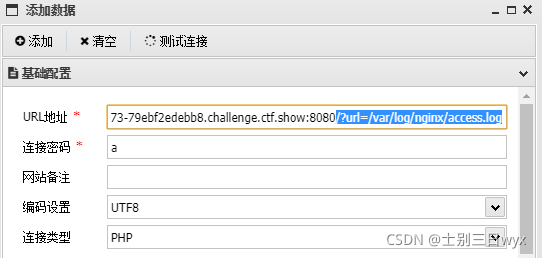 添加数据
添加 清空 测试连接
基础配置
URL地址 * 73-79ebf2edebb8.challenge.ctf.show:8080/?url=/var/log/nginx/access.log
连接密码 * a
网站备注
编码设置 UTF8
连接类型 PHP
CSDN @士别三日wyx